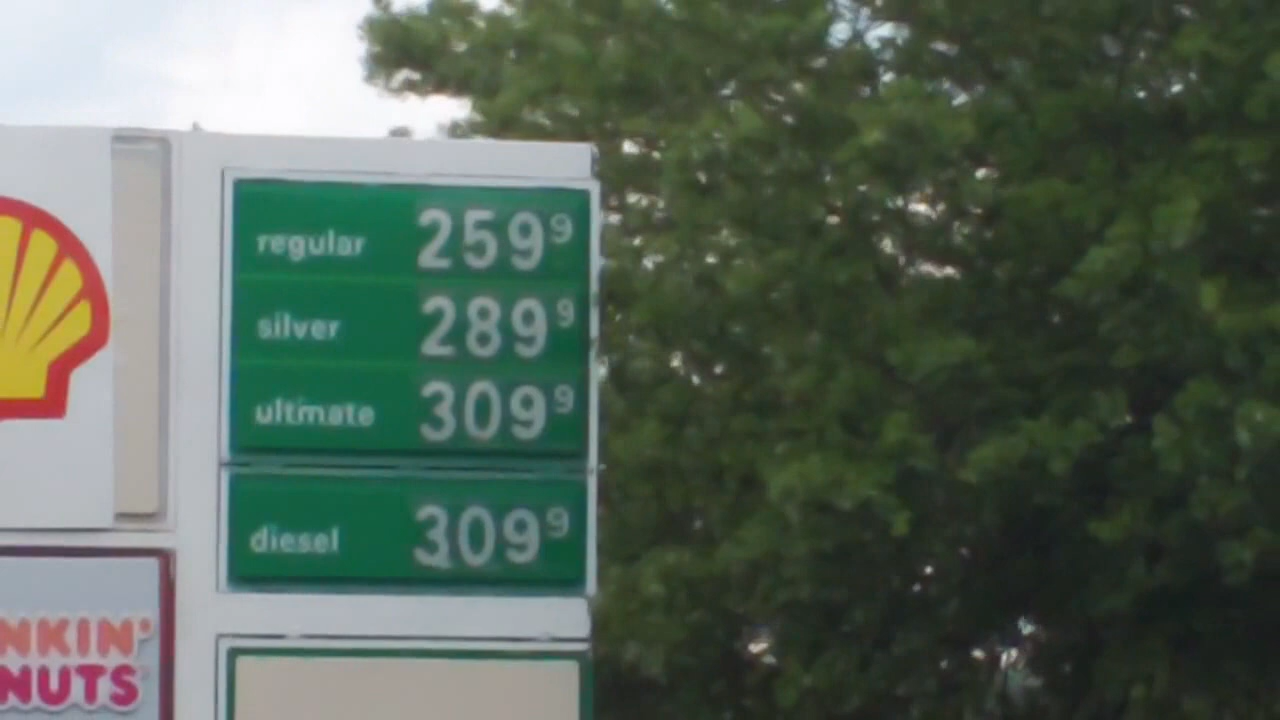 regular 259 9
silver 289 9
ultimate 309 9
diesel 309 9
NKIN'
NUTS